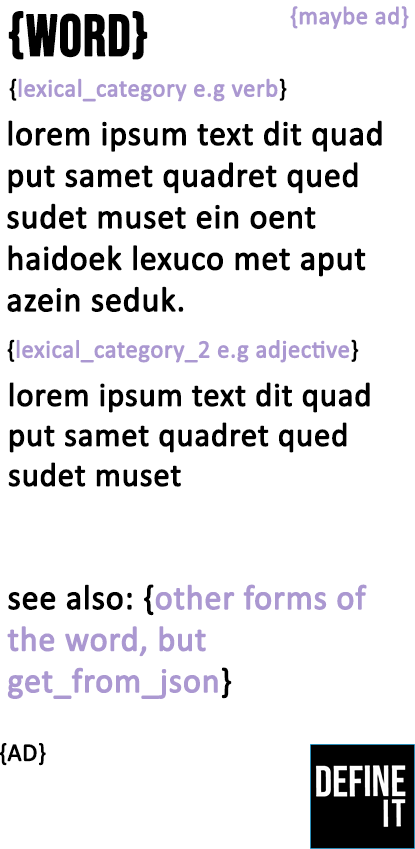 {WORD}
{maybe ad}
{lexical_category e.g verb}
lorem ipsum text dit quad
put samet quadret qued
sudet muset ein oent
haidoek lexuco met aput
azein seduk.
{lexical_category_2 e.g adjective}
lorem ipsum text dit quad
put samet quadret qued
sudet muset
see also: {other forms of
the word, but
get_from_json}
{AD}
DEFINE
IT